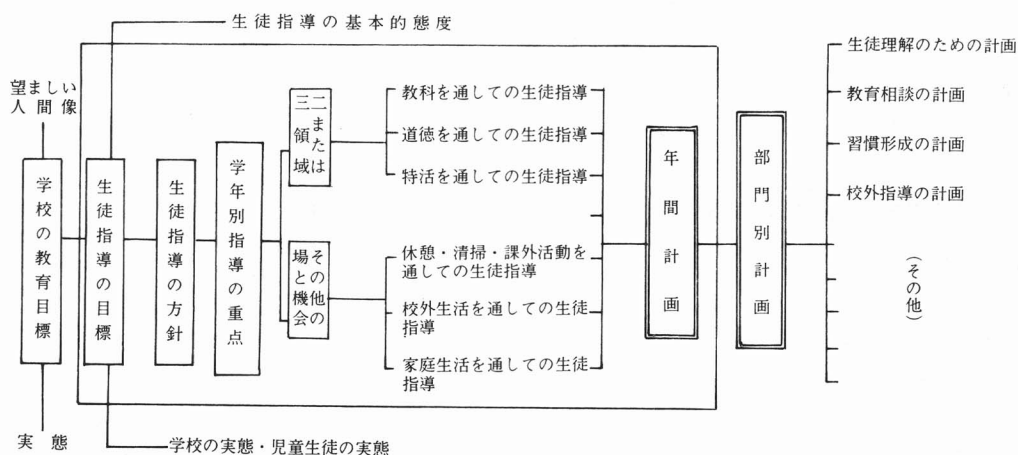 生徒指導の基本的態度
望ましい
人間像
学校の教育目標
実態
生徒指導の目標
学校の実態・児童生徒の実態
生徒指導の方針
学年別指導の重点
二または
三領域
教科を通しての生徒指導
道徳を通しての生徒指導
特活を通しての生徒指導
その他の
場と機会
休憩・清掃・課外活動を
通しての生徒指導
校外生活を通しての生徒
指導
家庭生活を通しての生徒
指導
年間計画
部門別計画
生徒理解のための計画
教育相談の計画
習慣形成の計画
校外指導の計画
(その他)